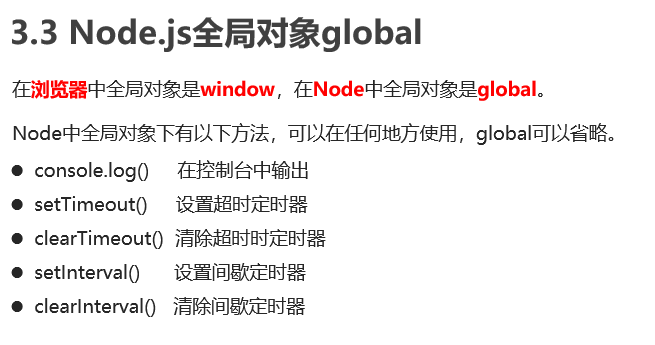 3.3 Node.js全局对象global
在浏览器中全局对象是window，在Node中全局对象是global。
Node中全局对象下有以下方法，可以在任何地方使用，global可以省略。
● console.log() 在控制台中输出
● setTimeout() 设置超时定时器
● clearTimeout() 清除超时时定时器
● setInterval() 设置间歇定时器
● clearInterval() 清除间歇定时器